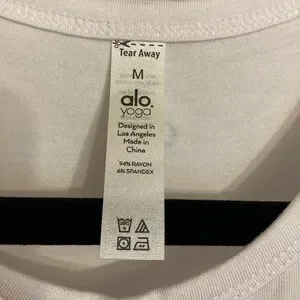 Tear Away
M
alo
yoga
Designed in
Los Angeles
Made in
China
94% RAYON
6% SPANDEX